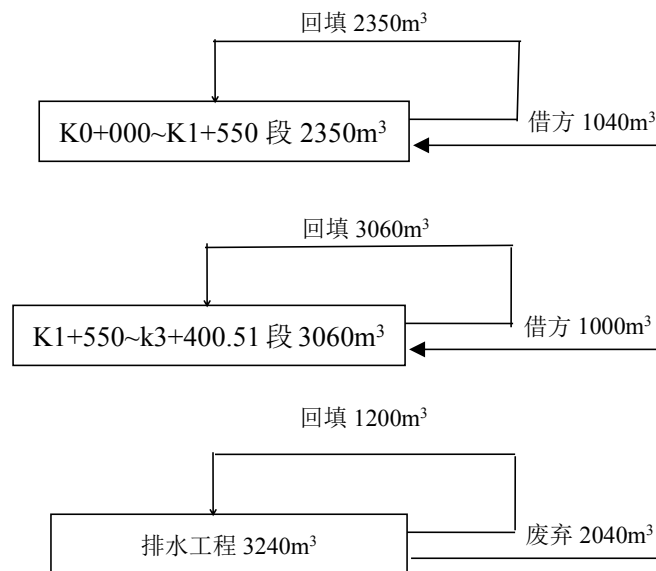 回填 2350m³
K0+000~K1+550 段 2350m³
借方 1040m³
回填 3060m³
K1+550~k3+400.51 段 3060m³
借方 1000m³
回填 1200m³
排水工程 3240m³
废弃 2040m³